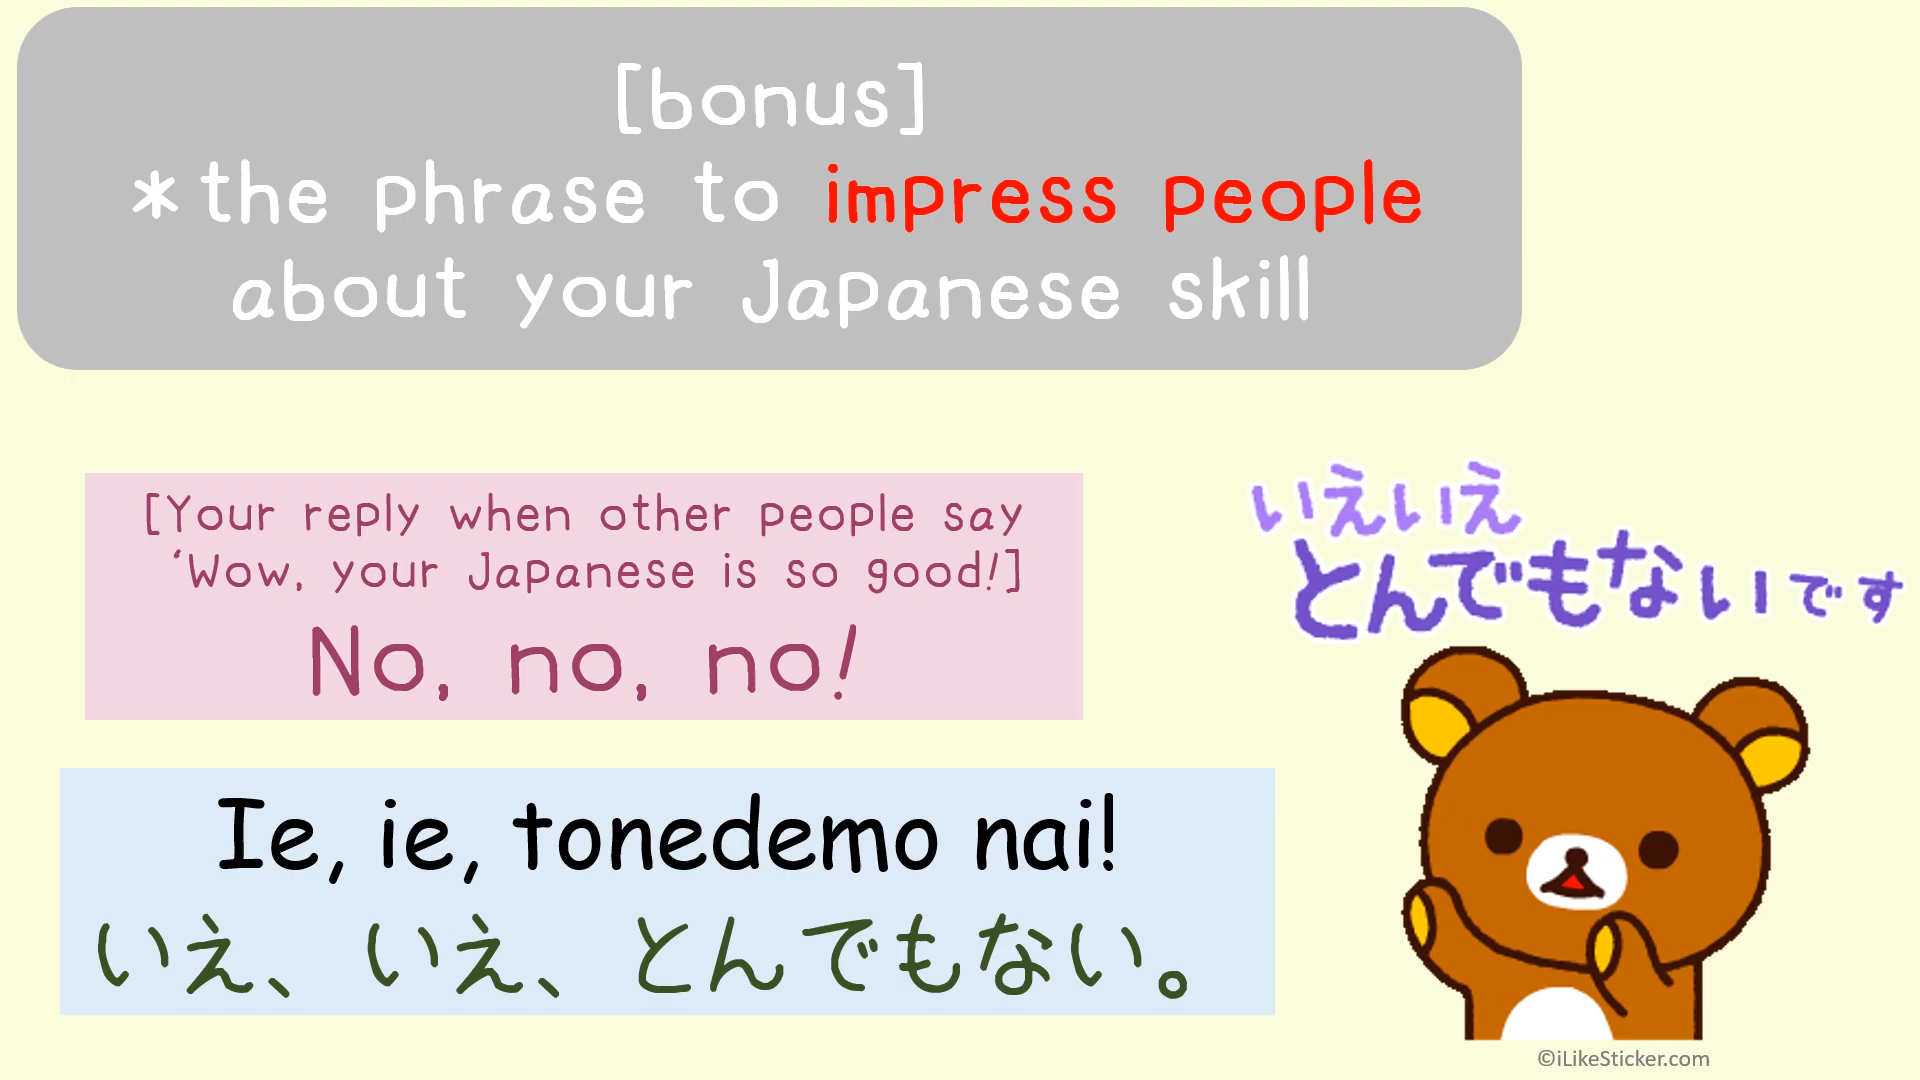 [bonus]
*the phrase to impress people
about your Japanese skill
[Your reply when other people say
‘Wow, your Japanese is so good!]
No, no, no!
Ie, ie, tonedemo nai!
いえ、いえ、とんでもない。
いえいえ
とんでもないです
©iLikeSticker.com